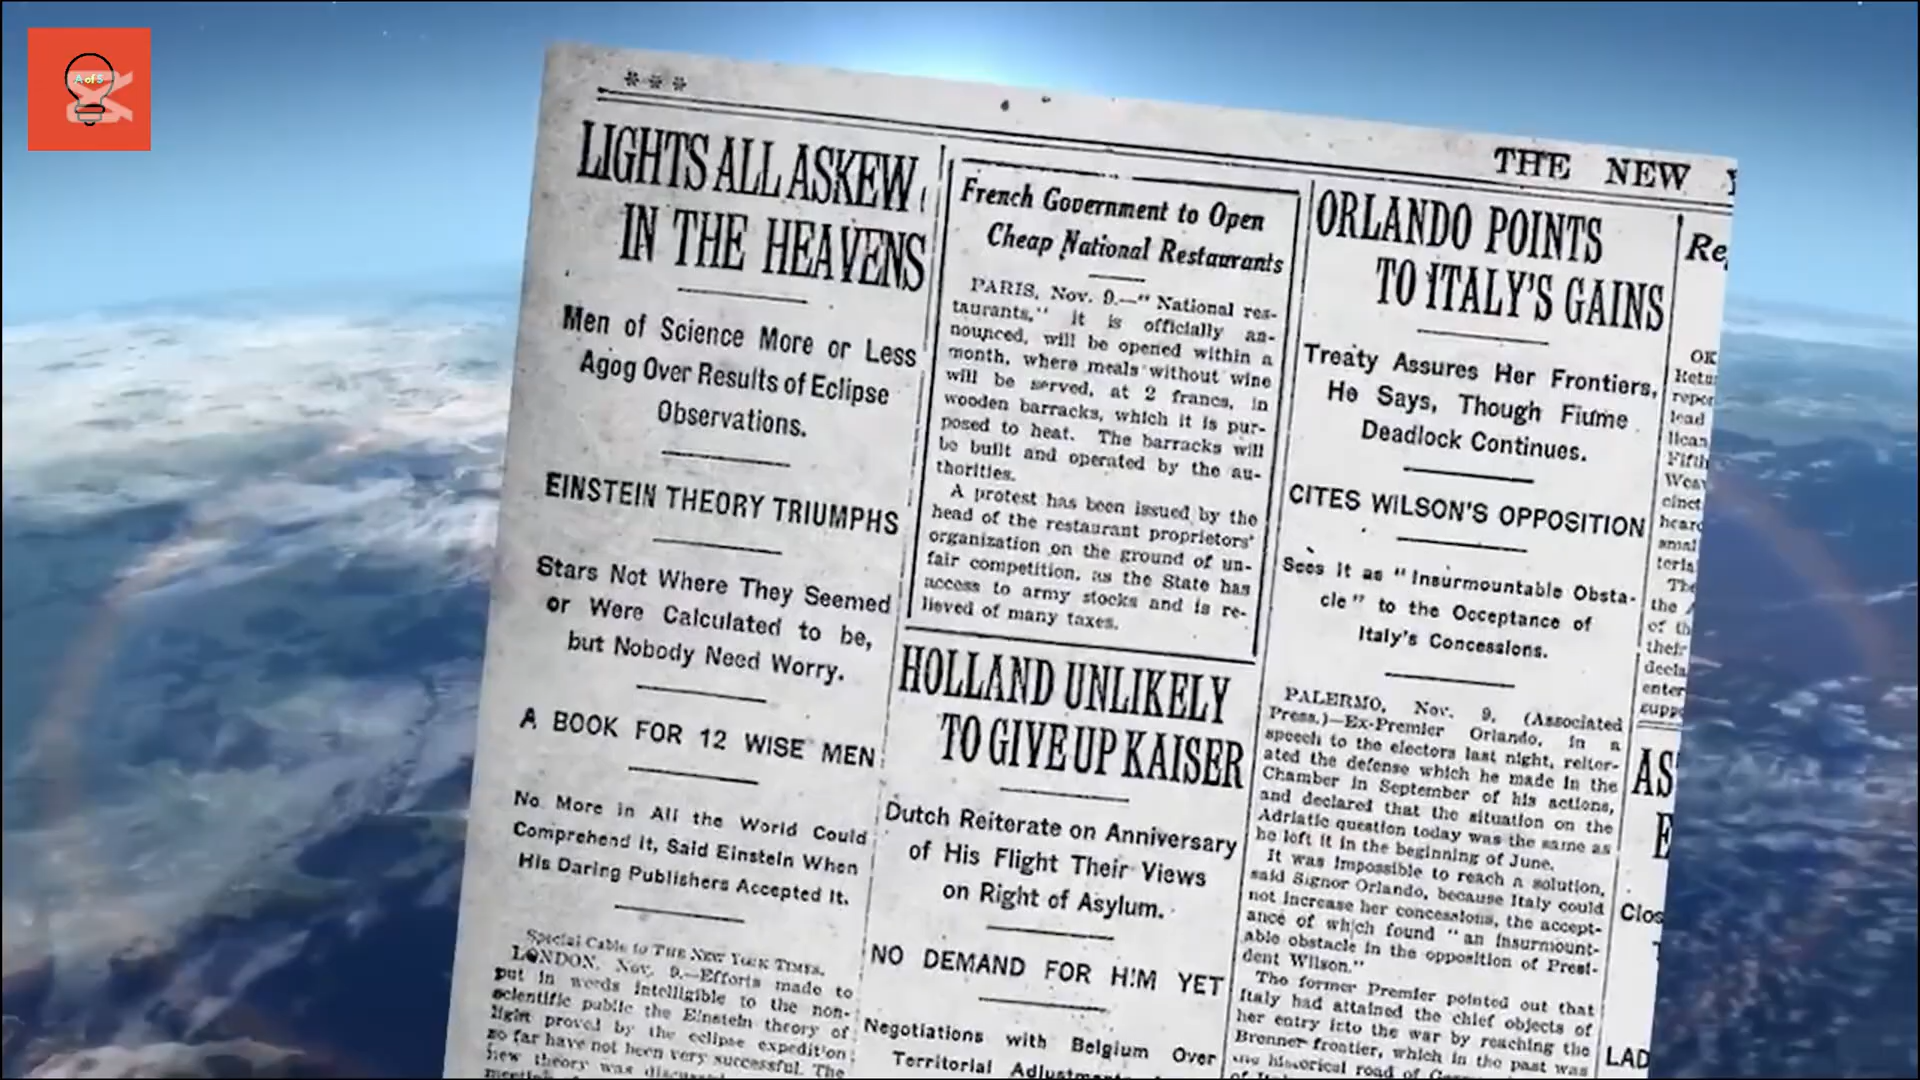 A of S
* * *
THE NEW
LIGHTS ALL ASKEW
IN THE HEAVENS
Men of Science More or Less
Agog Over Results of Eclipse
Observations.
EINSTEIN THEORY TRIUMPHS
Stars Not Where They Seemed
or Were Calculated to be,
but Nobody Need Worry.
A BOOK FOR 12 WISE MEN
No More in All the World Could
Comprehend It, Said Einstein When
His Daring Publishers Accepted It.
Special Cable to THE NEW YORK TIMES.
LONDON, Nov. 9.—Efforts made to
put in words intelligible to the non-
scientific public the Einstein theory of
light proved by the eclipse expedition
so far have not been very successful. The
new theory was
French Government to Open
Cheap National Restaurants
PARIS, Nov. 9.—" National res-
taurants," it is officially an-
nounced, will be opened within a
month, where meals without wine
will be served, at 2 francs, in
wooden barracks, which it is pur-
posed to heat. The barracks will
be built and operated by the au-
thorities.
A protest has been issued by the
head of the restaurant proprietors'
organization on the ground of un-
fair competition, as the State has
access to army stocks and is re-
lieved of many taxes.
HOLLAND UNLIKELY
TO GIVE UP KAISER
Dutch Reiterate on Anniversary
of His Flight Their Views
on Right of Asylum.
NO DEMAND FOR HIM YET
Negotiations with Belgium Over
Territorial
ORLANDO POINTS
TO ITALY'S GAINS
Treaty Assures Her Frontiers,
He Says, Though Fiume
Deadlock Continues.
CITES WILSON'S OPPOSITION
Sees It as " Insurmountable Obsta-
cle " to the Occeptance of
Italy's Concessions.
PALERMO, Nov. 9, (Associated
Press.)—Ex-Premier Orlando, in a
speech to the electors last night, reiter-
ated the defense which he made in the
Chamber in September of his actions,
and declared that the situation on the
Adriatic question today was the same as
he left it in the beginning of June.
It was impossible to reach a solution,
said Signor Orlando, because Italy could
not increase her concessions, the accept-
ance of which found " an insurmount-
able obstacle in the opposition of Presi-
dent Wilson."
The former Premier pointed out that
Italy had attained the chief objects of
her entry into the war by reaching the
Brenner frontier, which in the past was
historical road of
Re
OK
lead
lican
Fifth
cinct
heard
The
the
of th
their
decla
enter
supp
AS
E
Clos
LAD